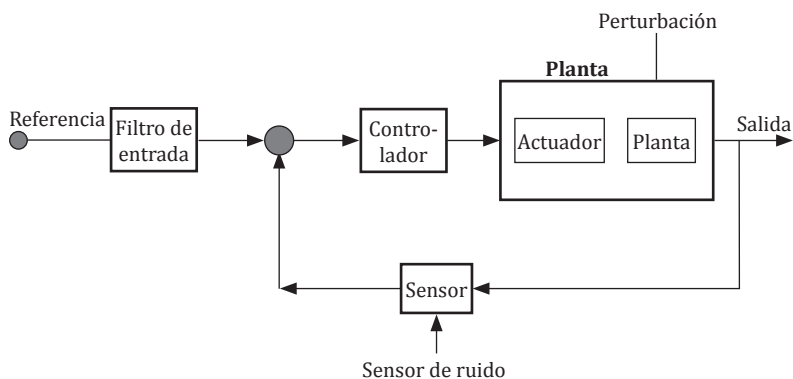 Perturbación
Planta
Referencia
Filtro de
entrada
Contro-
lador
Actuador
Planta
Salida
Sensor
Sensor de ruido